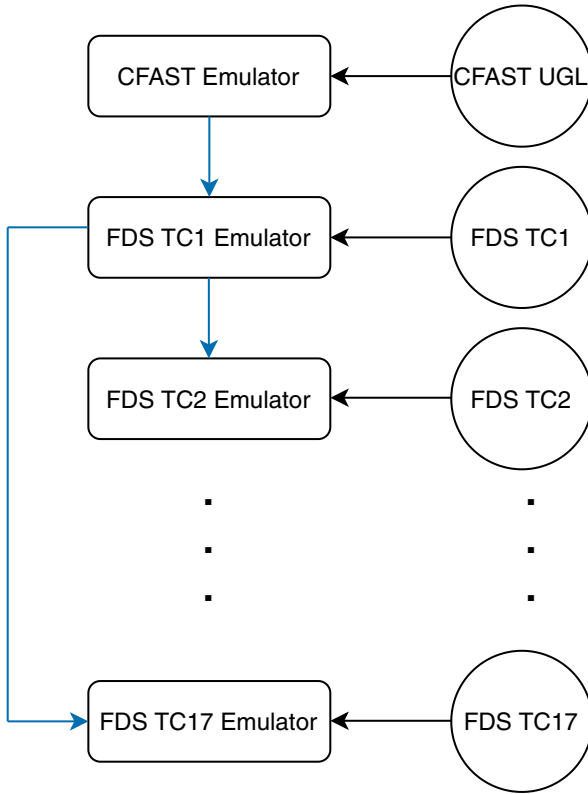 CFAST Emulator
CFAST UGL
FDS TC1 Emulator
FDS TC1
FDS TC2 Emulator
FDS TC2
FDS TC17 Emulator
FDS TC17